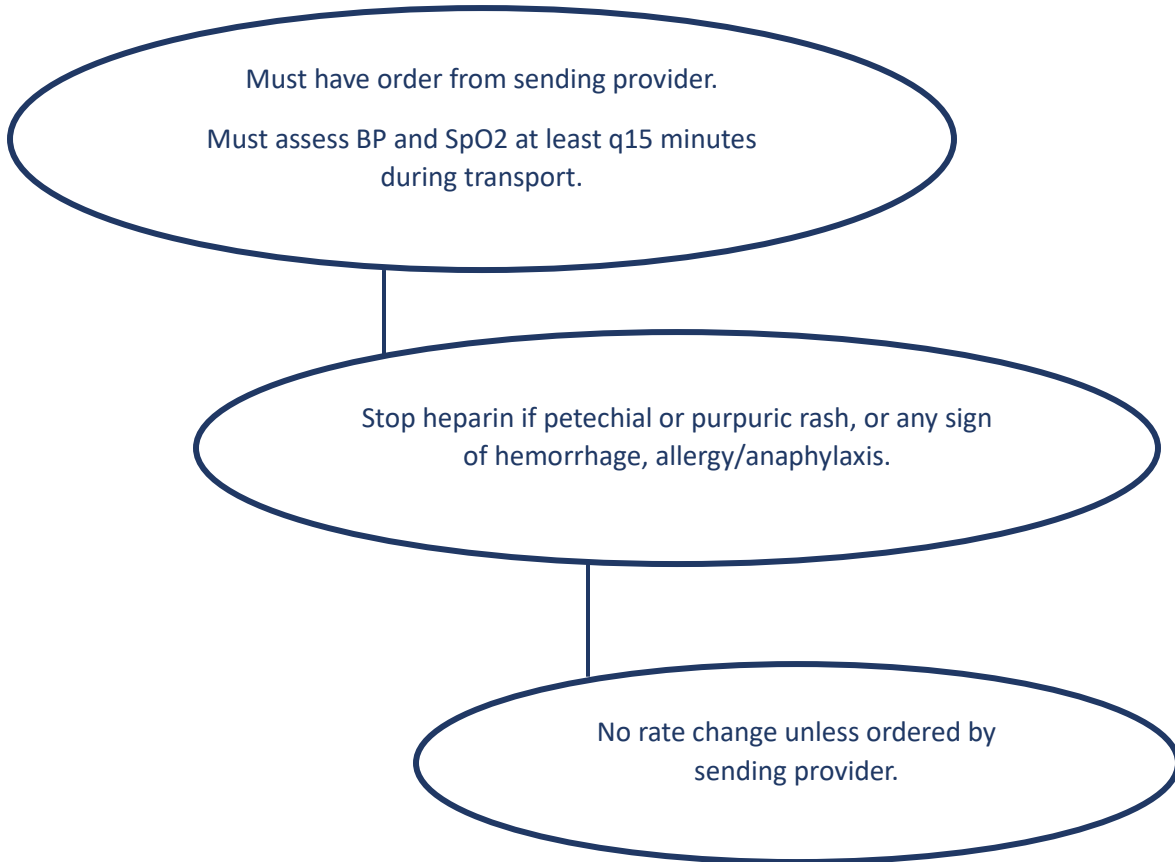 Must have order from sending provider.
Must assess BP and SpO2 at least q15 minutes
during transport.
Stop heparin if petechial or purpuric rash, or any sign
of hemorrhage, allergy/anaphylaxis.
No rate change unless ordered by
sending provider.